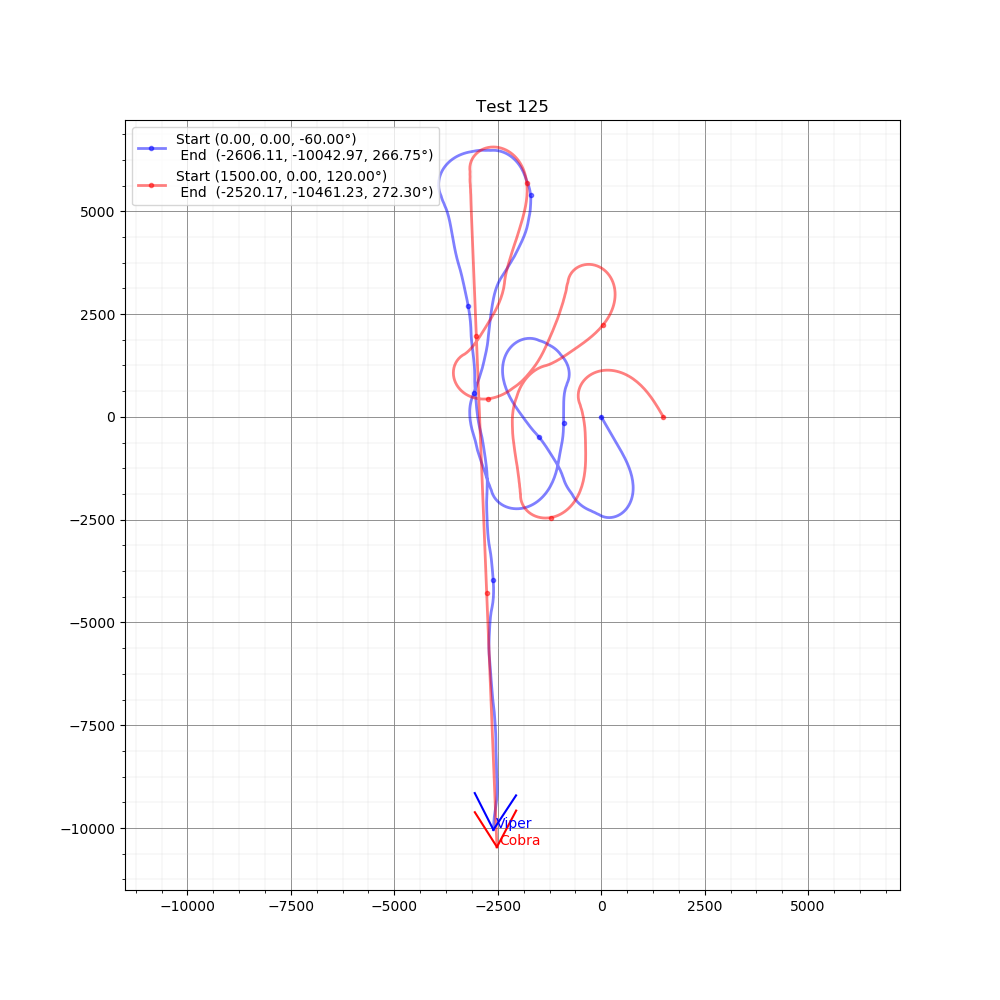 Test 125
Start (0.00, 0.00, -60.00°)
End (-2606.11, -10042.97, 266.75°)
Start (1500.00, 0.00, 120.00°)
End (-2520.17, -10461.23, 272.30°)
5000
2500
0
−2500
−5000
−7500
−10000
Viper
Cobra
−10000 −7500 −5000 −2500 0 2500 5000